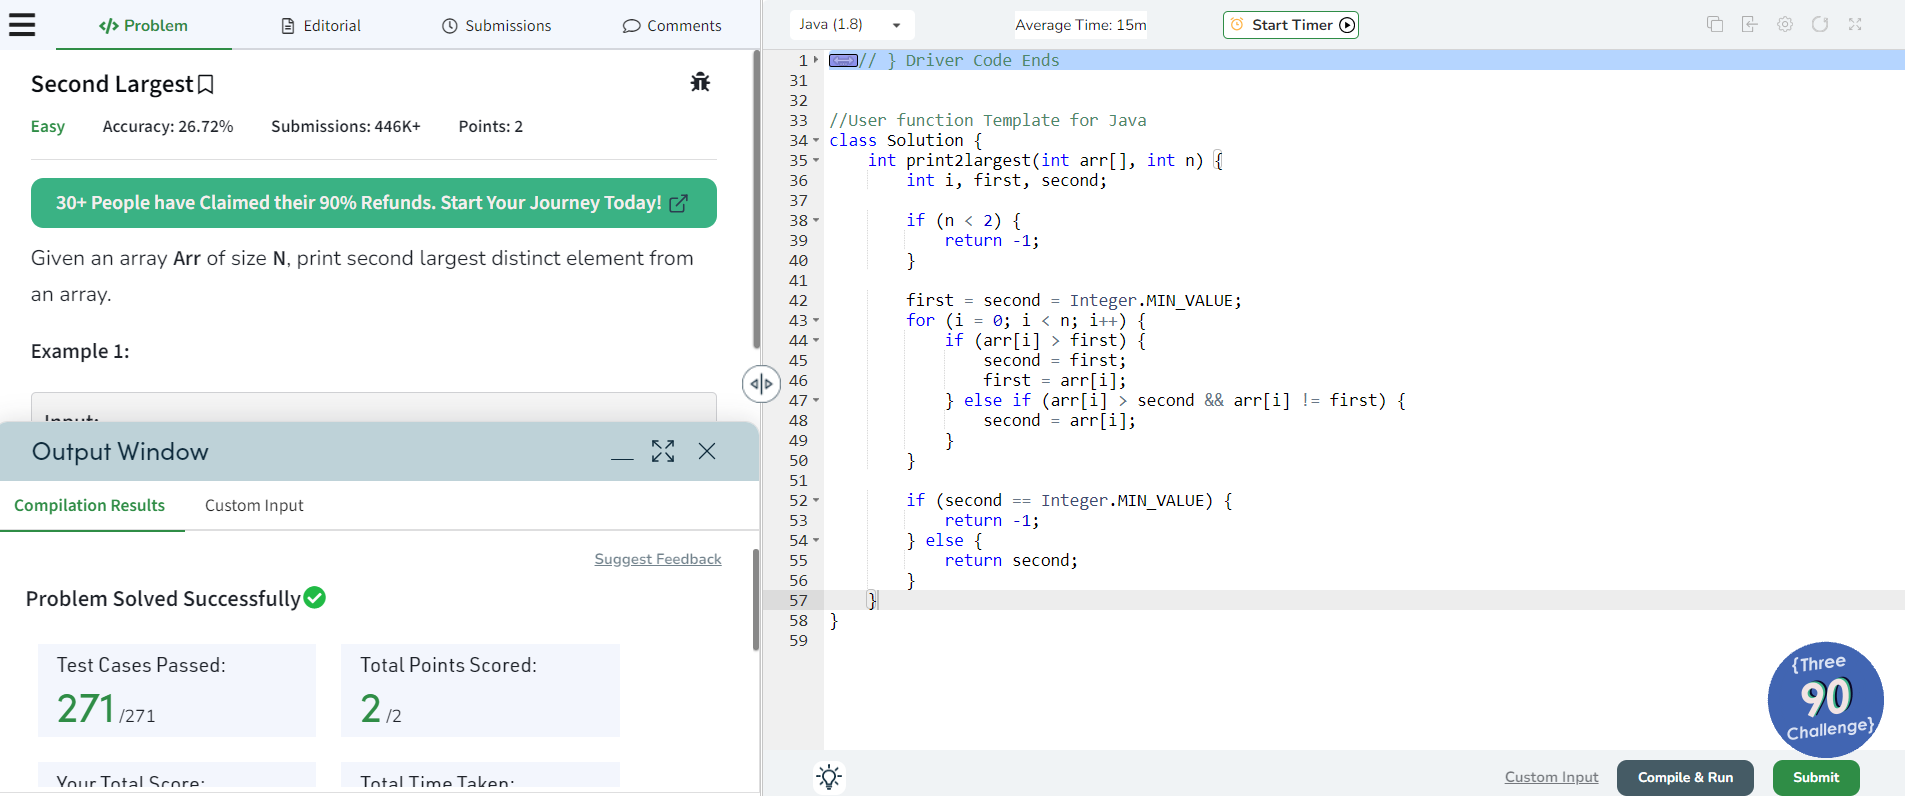 </> Problem
Editorial
Submissions
Comments
Second Largest
Easy
Accuracy: 26.72%
Submissions: 446K+
Points: 2
30+ People have Claimed their 90% Refunds. Start Your Journey Today!
Given an array Arr of size N, print second largest distinct element from
an array.
Example 1:
Input:
Output Window
Compilation Results
Custom Input
Suggest Feedback
Problem Solved Successfully
Test Cases Passed:
271 /271
Total Points Scored:
2 /2
Your Total Score:
Total Time Taken:
Java (1.8)
Average Time: 15m
Start Timer
1 // } Driver Code Ends
31
32
33 //User function Template for Java
34 class Solution {
35     int print2largest(int arr[], int n) {
36         int i, first, second;
37
38         if (n < 2) {
39             return -1;
40         }
41
42         first = second = Integer.MIN_VALUE;
43         for (i = 0; i < n; i++) {
44             if (arr[i] > first) {
45                 second = first;
46                 first = arr[i];
47             } else if (arr[i] > second && arr[i] != first) {
48                 second = arr[i];
49             }
50         }
51
52         if (second == Integer.MIN_VALUE) {
53             return -1;
54         } else {
55             return second;
56         }
57     }
58 }
59
{Three
90
Challenge}
Custom Input
Compile & Run
Submit